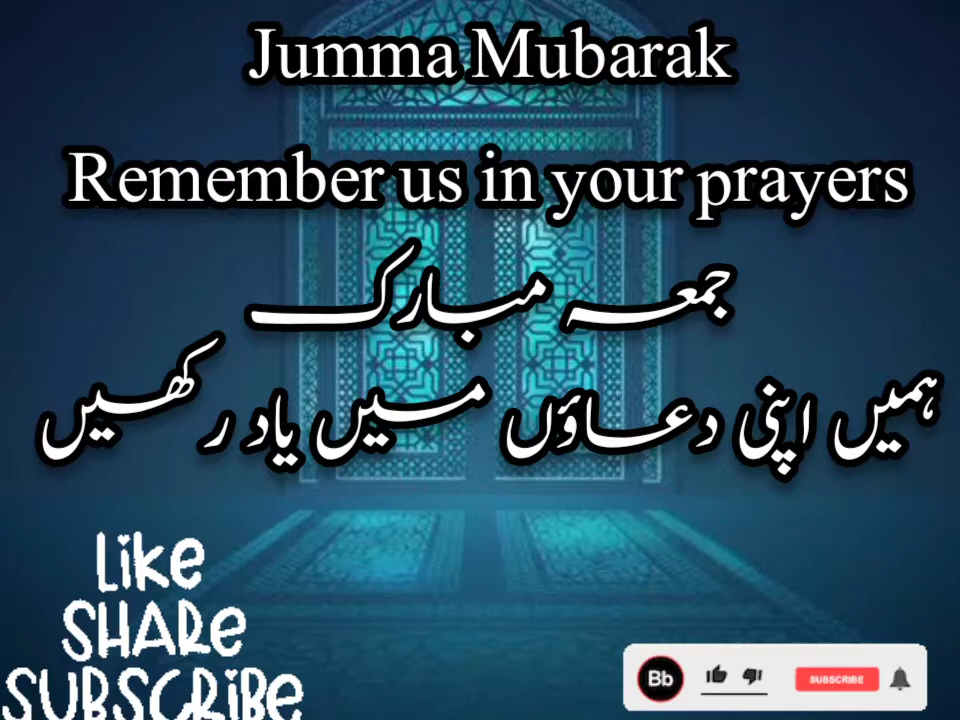 Jumma Mubarak
Remember us in your prayers
جمعہ مبارک
ہمیں اپنی دعاؤں میں یاد رکھیں
Like
SHARe
SUBSCRiBe
Bb
SUBSCRIBE